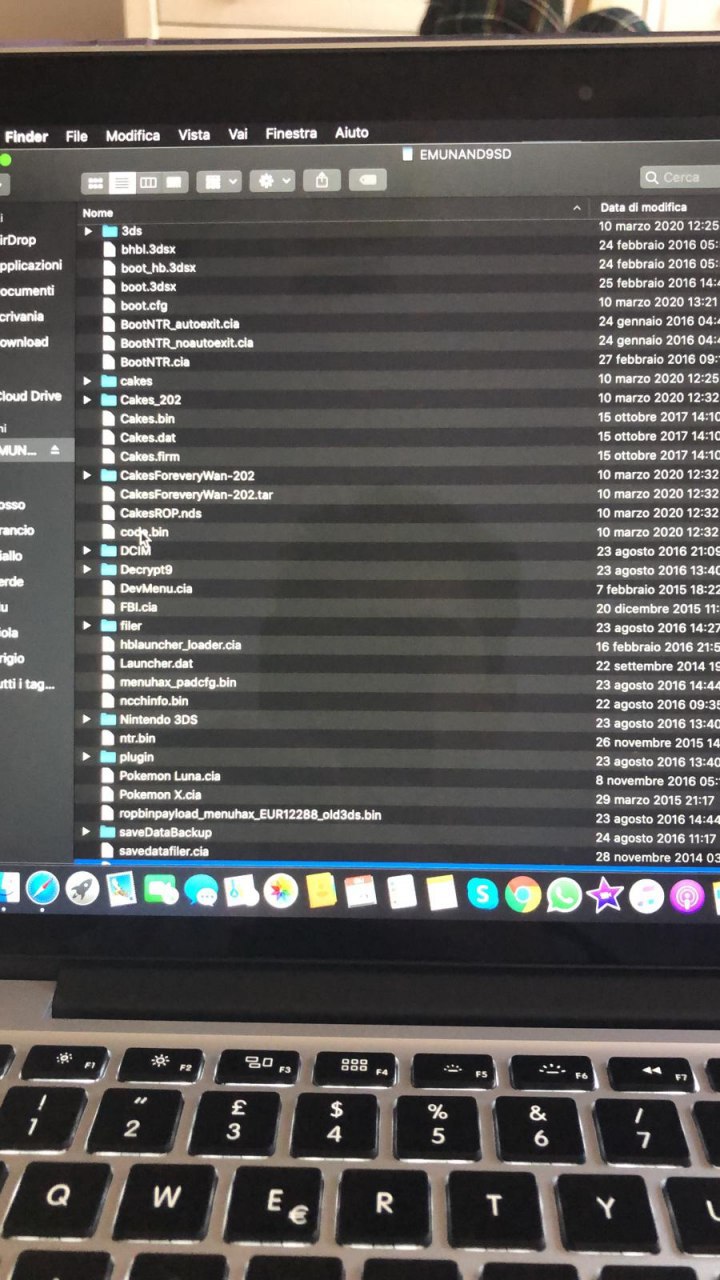 Finder File Modifica Vista Vai Finestra Aiuto
EMUNAND9SD
Cerca
Nome Data di modifica
3ds 10 marzo 2020 12:25
bhbl.3dsx 24 febbraio 2016 05:
boot_hb.3dsx 24 febbraio 2016 05:
boot.3dsx 25 febbraio 2016 14:4
boot.cfg 10 marzo 2020 13:21
BootNTR_autoexit.cia 24 gennaio 2016 04:4
BootNTR_noautoexit.cia 24 gennaio 2016 04:4
BootNTR.cia 27 febbraio 2016 09:
cakes 10 marzo 2020 12:25
Cakes_202 10 marzo 2020 12:32
Cakes.bin 15 ottobre 2017 14:10
Cakes.dat 15 ottobre 2017 14:10
Cakes.firm 15 ottobre 2017 14:10
CakesForeveryWan-202 10 marzo 2020 12:32
CakesForeveryWan-202.tar 10 marzo 2020 12:32
CakesROP.nds 10 marzo 2020 12:32
code.bin 10 marzo 2020 12:32
DCIM 23 agosto 2016 21:09
Decrypt9 23 agosto 2016 13:40
DevMenu.cia 7 febbraio 2015 18:22
FBI.cia 20 dicembre 2015 11:
filer 23 agosto 2016 14:27
hblauncher_loader.cia 16 febbraio 2016 21:5
Launcher.dat 22 settembre 2014 19
menuhax_padcfg.bin 23 agosto 2016 14:44
ncchinfo.bin 22 agosto 2016 09:35
Nintendo 3DS 23 agosto 2016 13:40
ntr.bin 26 novembre 2015 14
plugin 23 agosto 2016 13:40
Pokemon Luna.cia 8 novembre 2016 05:
Pokemon X.cia 29 marzo 2015 21:17
ropbinpayload_menuhax_EUR12288_old3ds.bin 23 agosto 2016 14:44
saveDataBackup 24 agosto 2016 11:17
savedatafiler.cia 28 novembre 2014 03
irDrop
pplicazioni
ocumenti
crivania
ownload
Cloud Drive
ni
MUN...
osso
rancio
iallo
erde
lu
iola
rigio
utti i tag...
F1 F2 F3 F4 F5 F6 F7
! " £ $ % & /
1 2 3 4 5 6 7
Q W E € R T Y U